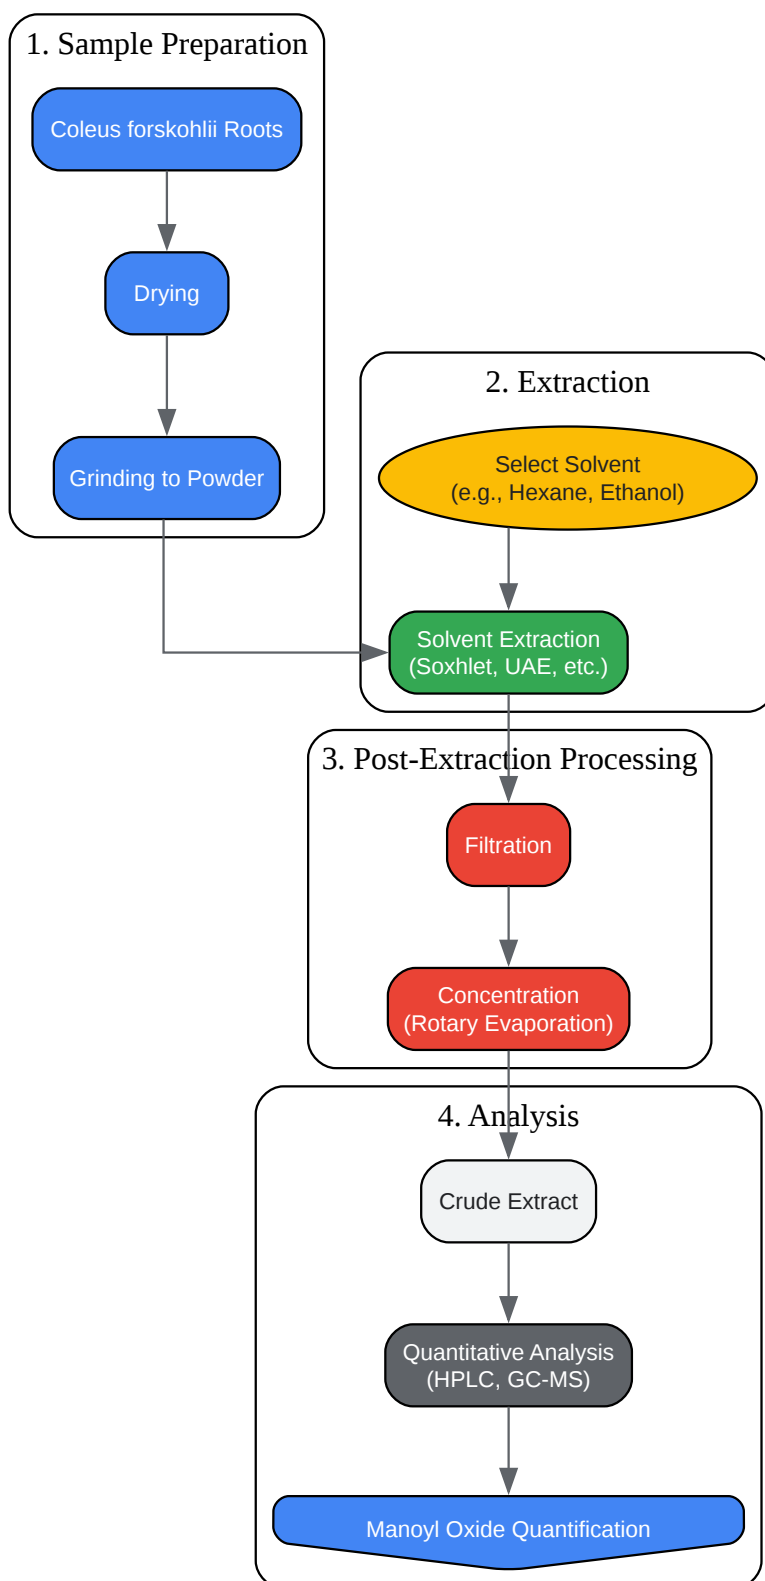 1. Sample Preparation
Coleus forskohlii Roots
Drying
Grinding to Powder
2. Extraction
Select Solvent
(e.g., Hexane, Ethanol)
Solvent Extraction
(Soxhlet, UAE, etc.)
3. Post-Extraction Processing
Filtration
Concentration
(Rotary Evaporation)
4. Analysis
Crude Extract
Quantitative Analysis
(HPLC, GC-MS)
Manoyl Oxide Quantification